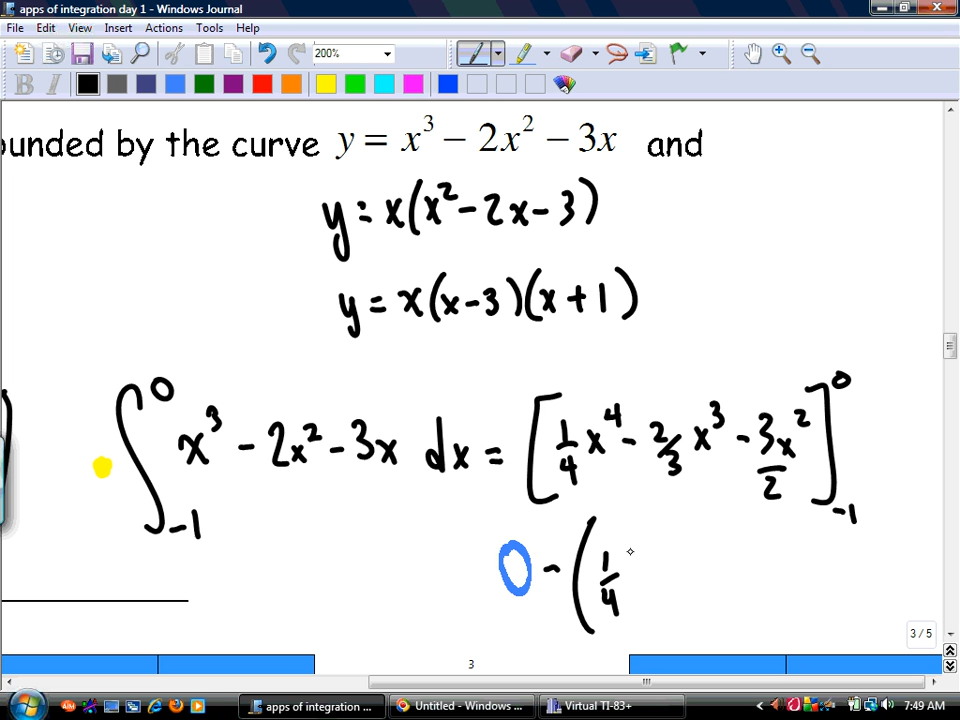 apps of integration day 1 - Windows Journal
File Edit View Insert Actions Tools Help
200%
B I
ounded by the curve y = x³ − 2x² − 3x and
y = x(x² − 2x − 3)
y = x(x − 3)(x + 1)
∫₋₁⁰ x³ − 2x² − 3x dx = [1/4 x⁴ − 2/3 x³ − 3x²/2]₋₁⁰
0 − (1/4
3 / 5
3
apps of integration ... Untitled - Windows ... Virtual TI-83+ 7:49 AM